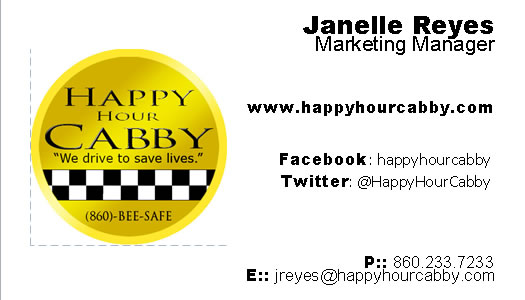 Janelle Reyes
Marketing Manager
www.happyhourcabby.com
Facebook: happyhourcabby
Twitter: @HappyHourCabby
P:: 860.233.7233
E:: jreyes@happyhourcabby.com
HAPPY
HOUR
CABBY
"We drive to save lives."
(860)-BEE-SAFE